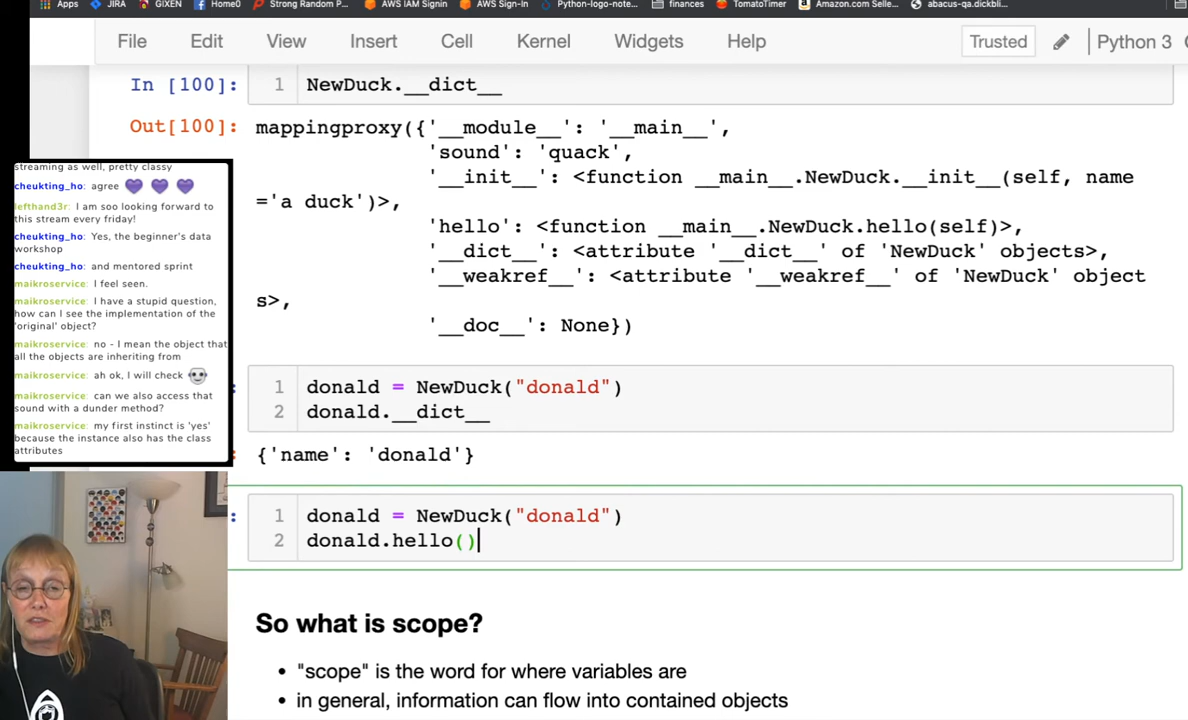 Apps JIRA GIXEN Home0 Strong Random P... AWS IAM Signin AWS Sign-In Python-logo-note... finances TomatoTimer Amazon.com Selle... abacus-qa.dickbli...
File Edit View Insert Cell Kernel Widgets Help Trusted Python 3
In [100]: 1 NewDuck.__dict__
Out[100]: mappingproxy({'__module__': '__main__',
'sound': 'quack',
'__init__': <function __main__.NewDuck.__init__(self, name
='a duck')>,
'hello': <function __main__.NewDuck.hello(self)>,
'__dict__': <attribute '__dict__' of 'NewDuck' objects>,
'__weakref__': <attribute '__weakref__' of 'NewDuck' object
s>,
'__doc__': None})
: 1 donald = NewDuck("donald")
2 donald.__dict__
: {'name': 'donald'}
: 1 donald = NewDuck("donald")
2 donald.hello()
So what is scope?
• "scope" is the word for where variables are
• in general, information can flow into contained objects
streaming as well, pretty classy
cheukting_ho: agree 💜 💜 💜
lefthand3r: I am soo looking forward to
this stream every friday!
cheukting_ho: Yes, the beginner's data
workshop
cheukting_ho: and mentored sprint
maikroservice: I feel seen.
maikroservice: I have a stupid question,
how can I see the implementation of the
'original' object?
maikroservice: no - I mean the object that
all the objects are inheriting from
maikroservice: ah ok, I will check
maikroservice: can we also access that
sound with a dunder method?
maikroservice: my first instinct is 'yes'
because the instance also has the class
attributes